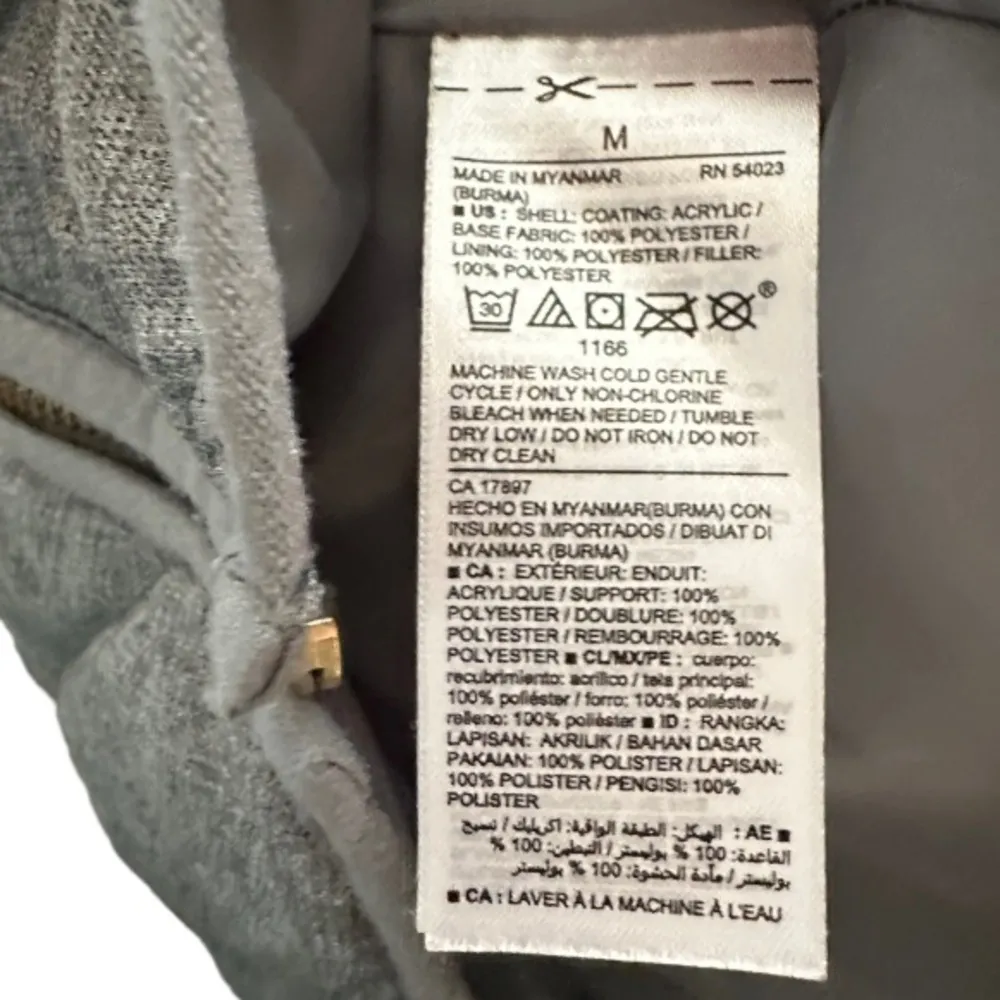 M
MADE IN MYANMAR RN 54023
(BURMA)
■ US : SHELL: COATING: ACRYLIC /
BASE FABRIC: 100% POLYESTER /
LINING: 100% POLYESTER / FILLER:
100% POLYESTER
30 ®
1166
MACHINE WASH COLD GENTLE
CYCLE / ONLY NON-CHLORINE
BLEACH WHEN NEEDED / TUMBLE
DRY LOW / DO NOT IRON / DO NOT
DRY CLEAN
CA 17897
HECHO EN MYANMAR(BURMA) CON
INSUMOS IMPORTADOS / DIBUAT DI
MYANMAR (BURMA)
■ CA : EXTÉRIEUR: ENDUIT:
ACRYLIQUE / SUPPORT: 100%
POLYESTER / DOUBLURE: 100%
POLYESTER / REMBOURRAGE: 100%
POLYESTER ■ CL/MX/PE : cuerpo:
recubrimiento: acrílico / tela principal:
100% poliéster / forro: 100% poliéster /
relleno: 100% poliéster ■ ID : RANGKA:
LAPISAN: AKRILIK / BAHAN DASAR
PAKAIAN: 100% POLISTER / LAPISAN:
100% POLISTER / PENGISI: 100%
POLISTER
■ AE : الهيكل: الطبقة الواقية: اكريليك / نسيج
القاعدة: 100 % بوليستر / التبطين: 100 %
بوليستر / مادة الحشوة: 100 % بوليستر
■ CA : LAVER À LA MACHINE À L'EAU